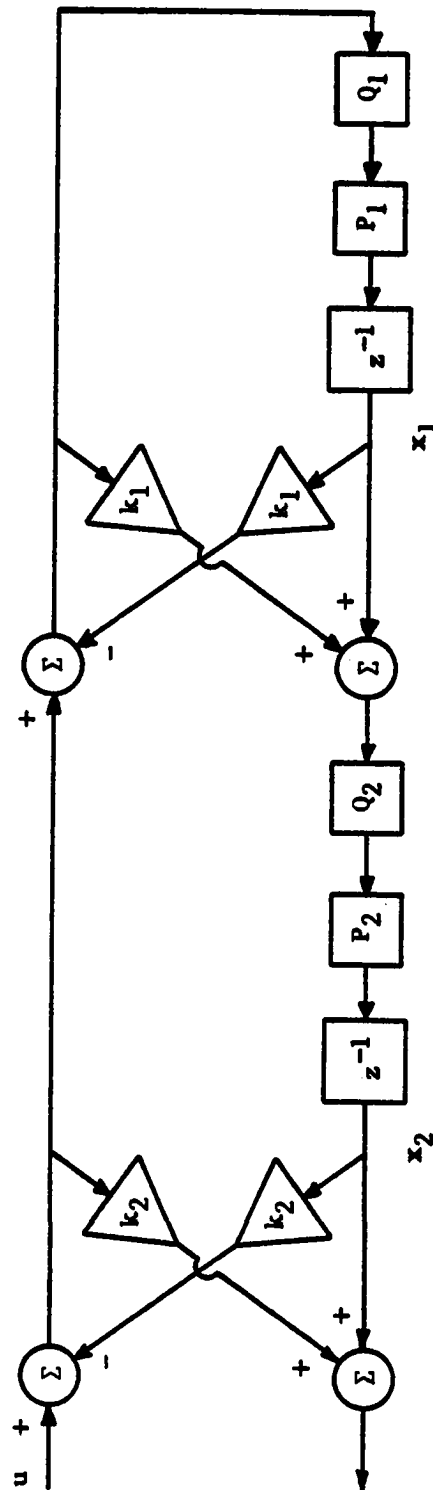 u
+
Σ
-
k₂
k₂
+
+
Σ
x₂
z⁻¹
P₂
Q₂
+
Σ
-
k₁
k₁
+
+
Σ
x₁
z⁻¹
P₁
Q₁